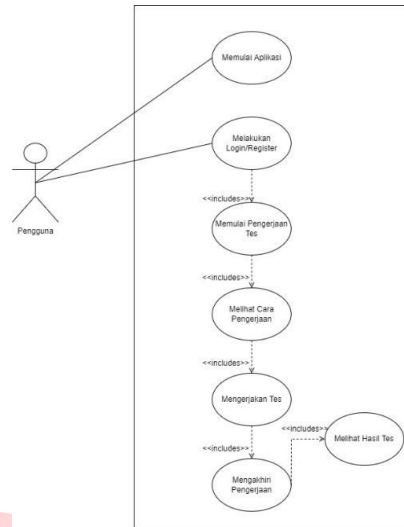 Memulai Aplikasi
Melakukan
Login/Register
<<includes>>
Pengguna
Memulai Pengerjaan
Tes
<<includes>>
Melihat Cara
Pengerjaan
<<includes>>
Mengerjakan Tes
<<includes>>
<<includes>>
Melihat Hasil Tes
Mengakhiri
Pengerjaan